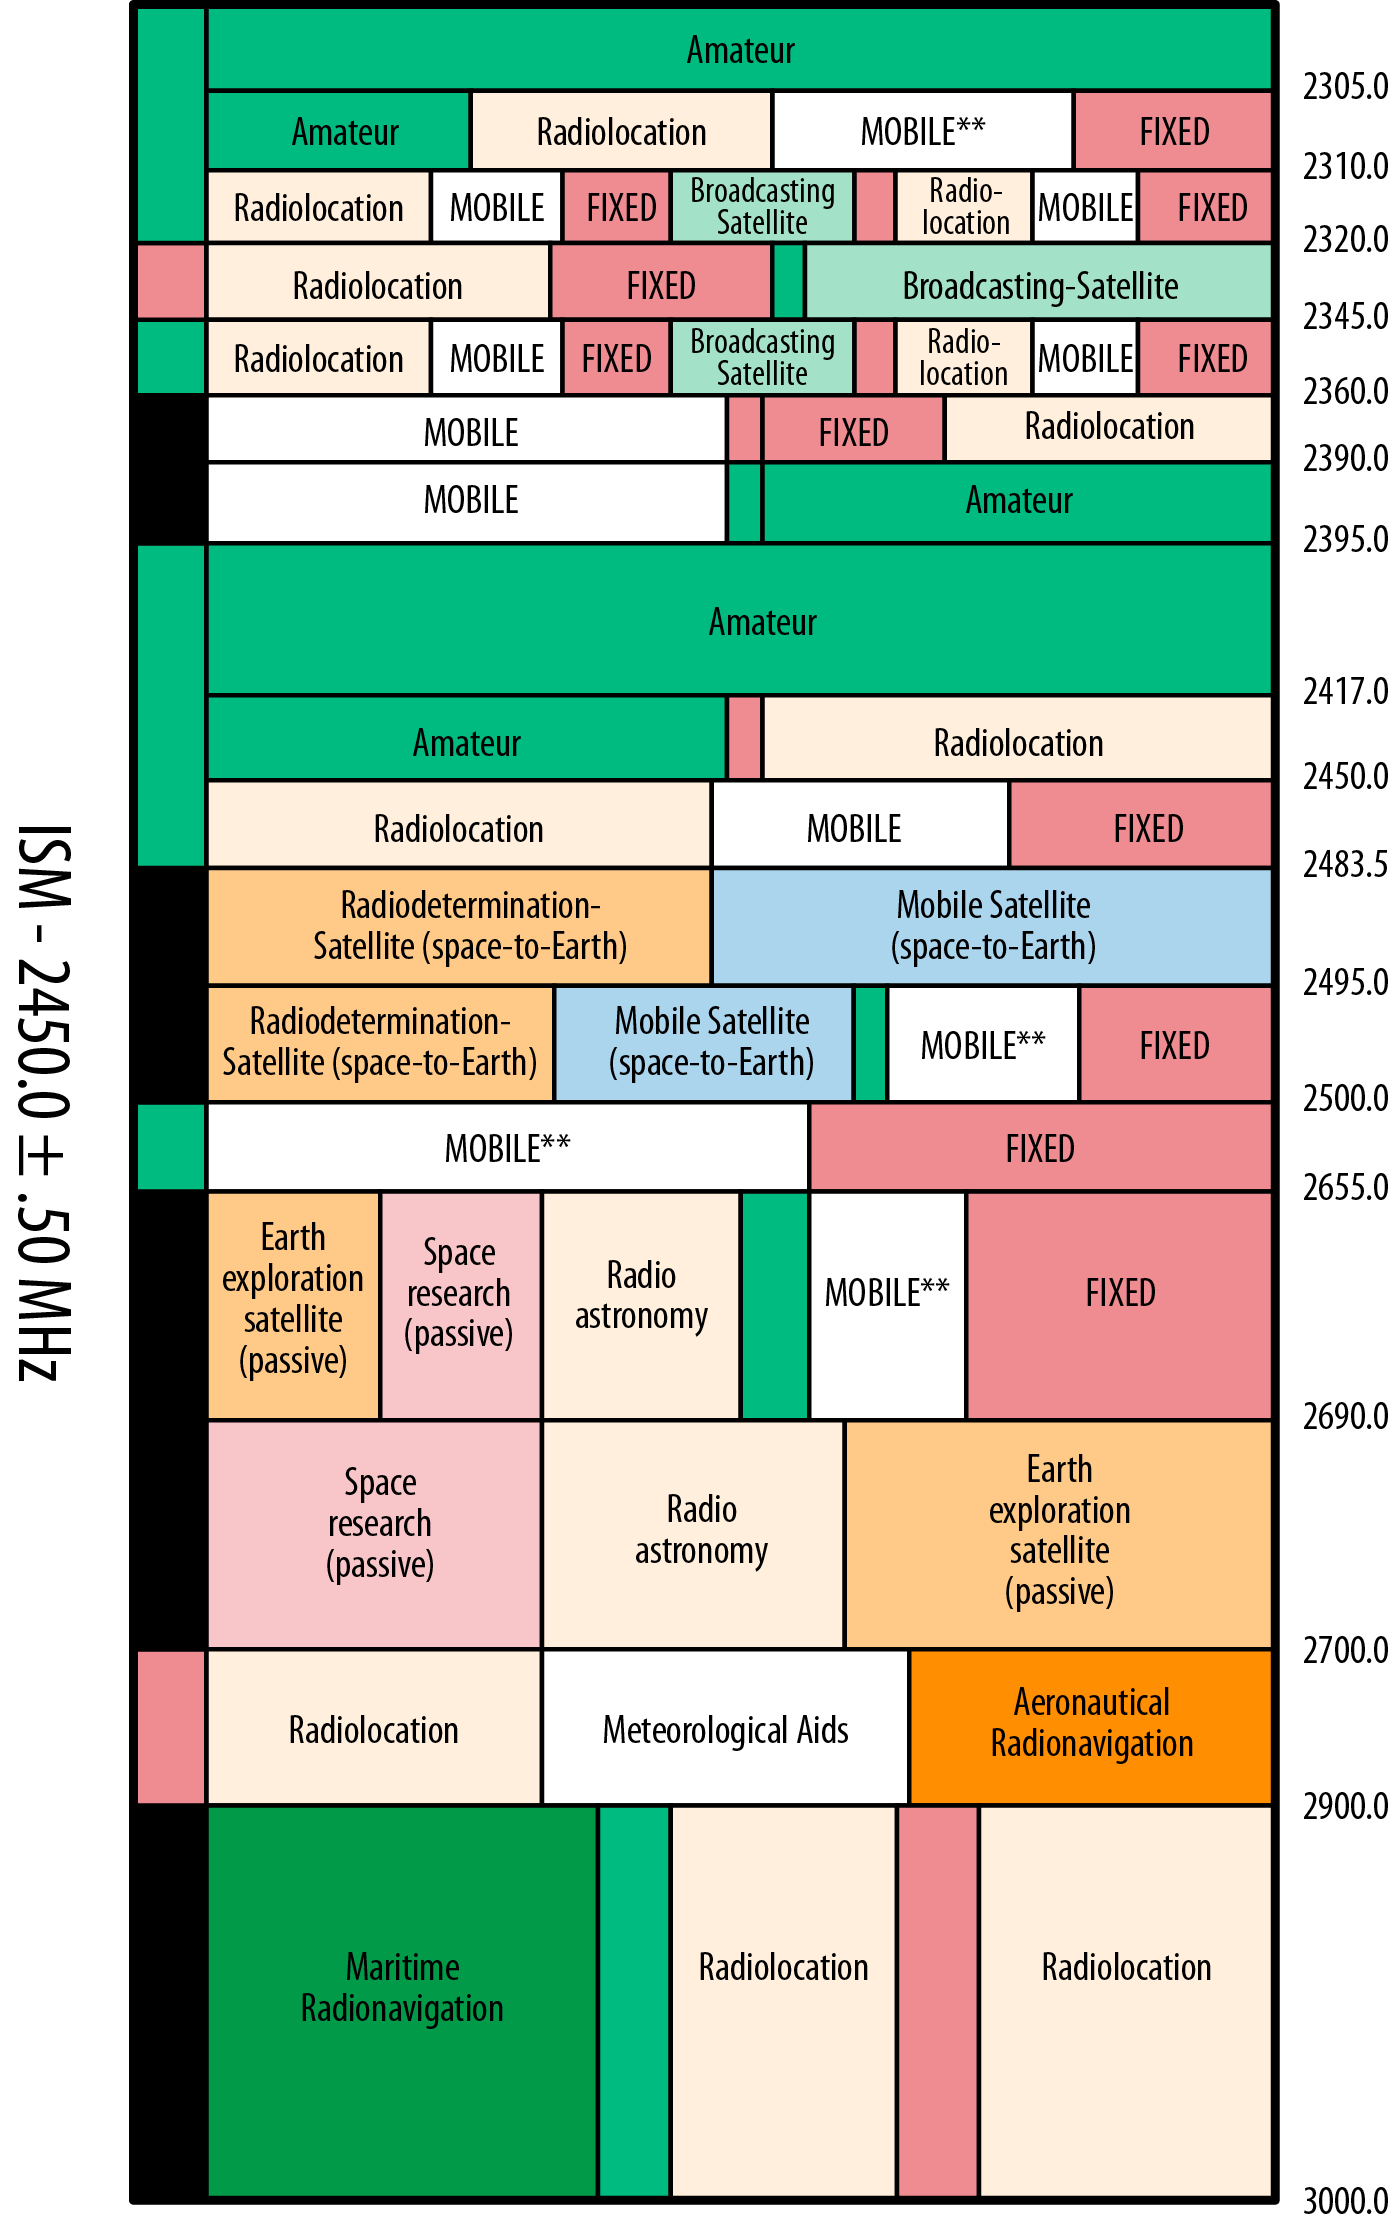 Amateur
2305.0
Amateur
Radiolocation
MOBILE**
FIXED
2310.0
Radiolocation
MOBILE
FIXED
Broadcasting
Satellite
Radio-
location
MOBILE
FIXED
2320.0
Radiolocation
FIXED
Broadcasting-Satellite
2345.0
Radiolocation
MOBILE
FIXED
Broadcasting
Satellite
Radio-
location
MOBILE
FIXED
2360.0
MOBILE
FIXED
Radiolocation
2390.0
MOBILE
Amateur
2395.0
Amateur
2417.0
Amateur
Radiolocation
2450.0
Radiolocation
MOBILE
FIXED
2483.5
Radiodetermination-
Satellite (space-to-Earth)
Mobile Satellite
(space-to-Earth)
2495.0
Radiodetermination-
Satellite (space-to-Earth)
Mobile Satellite
(space-to-Earth)
MOBILE**
FIXED
2500.0
MOBILE**
FIXED
2655.0
Earth
exploration
satellite
(passive)
Space
research
(passive)
Radio
astronomy
MOBILE**
FIXED
2690.0
Space
research
(passive)
Radio
astronomy
Earth
exploration
satellite
(passive)
2700.0
Radiolocation
Meteorological Aids
Aeronautical
Radionavigation
2900.0
Maritime
Radionavigation
Radiolocation
Radiolocation
3000.0
ISM - 2450.0 ± .50 MHz